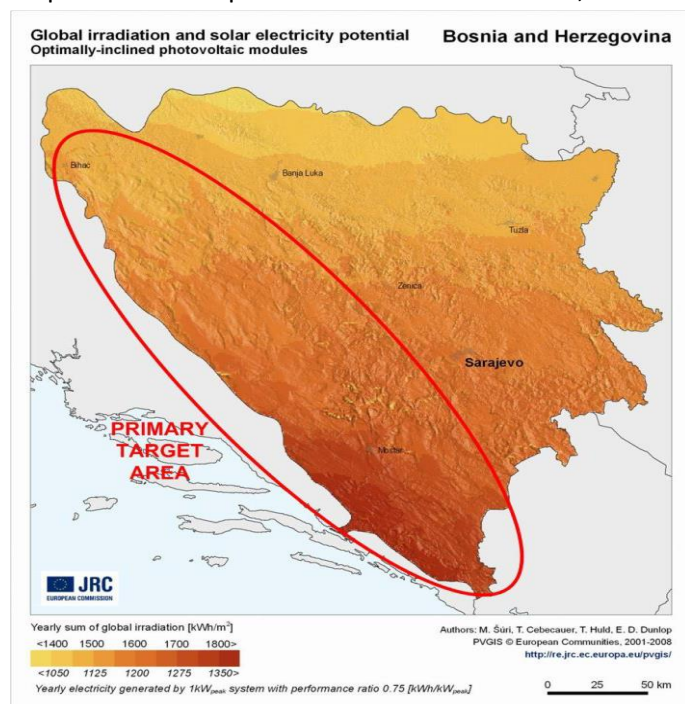 Global irradiation and solar electricity potential
Optimally-inclined photovoltaic modules
Bosnia and Herzegovina
Bihać
Banja Luka
Tuzla
Zenica
Sarajevo
Mostar
PRIMARY
TARGET
AREA
JRC
EUROPEAN COMMISSION
Yearly sum of global irradiation [kWh/m²]
<1400 1500 1600 1700 1800>
<1050 1125 1200 1275 1350>
Yearly electricity generated by 1kWpeak system with performance ratio 0.75 [kWh/kWpeak]
Authors: M. Šúri, T. Cebecauer, T. Huld, E. D. Dunlop
PVGIS © European Communities, 2001-2008
http://re.jrc.ec.europa.eu/pvgis/
0 25 50 km